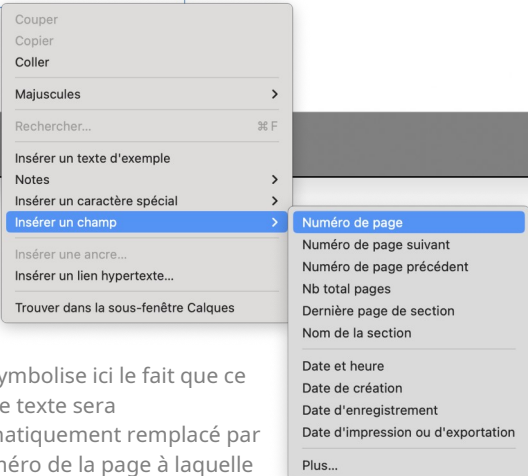 Couper
Copier
Coller
Majuscules >
Rechercher... ⌘ F
Insérer un texte d'exemple
Notes >
Insérer un caractère spécial >
Insérer un champ >
Insérer une ancre...
Insérer un lien hypertexte...
Trouver dans la sous-fenêtre Calques
Numéro de page
Numéro de page suivant
Numéro de page précédent
Nb total pages
Dernière page de section
Nom de la section
Date et heure
Date de création
Date d'enregistrement
Date d'impression ou d'exportation
Plus...
ymbolise ici le fait que ce
e texte sera
matiquement remplacé par
méro de la page à laquelle